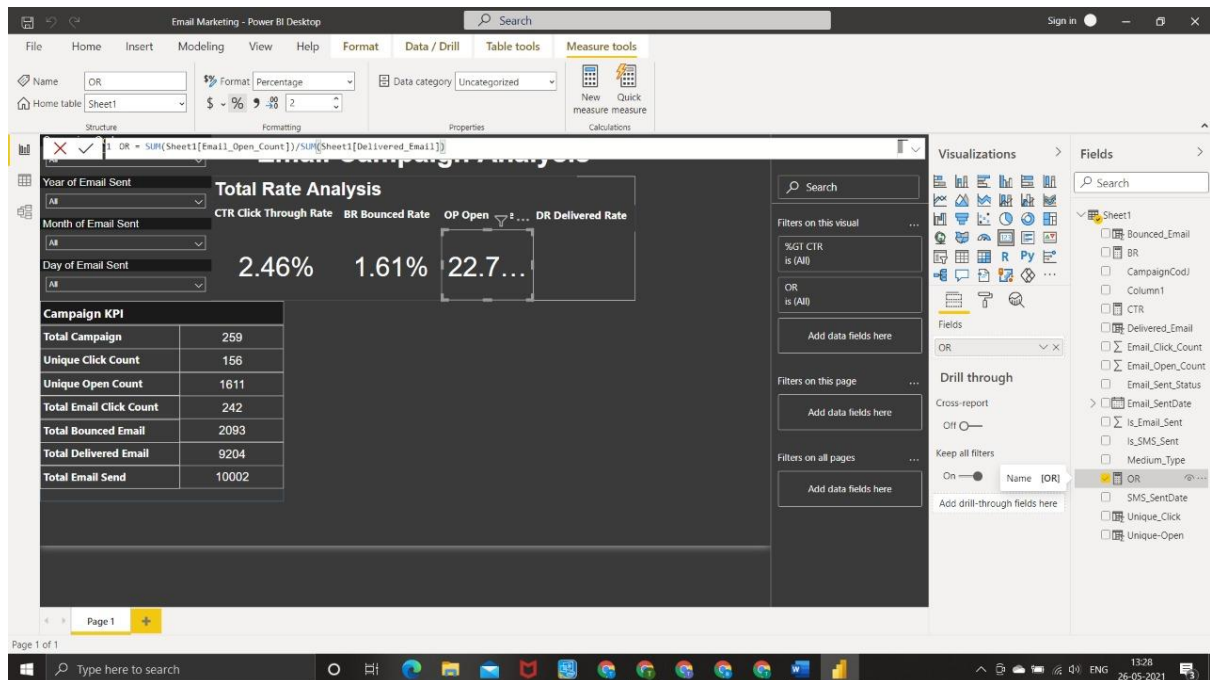 Email Marketing - Power BI Desktop
Search
Sign in
File Home Insert Modeling View Help Format Data / Drill Table tools Measure tools
Name OR
Home table Sheet1
Structure
$% Format Percentage
$ % 9 2
Formatting
Data category Uncategorized
Properties
New measure
Quick measure
Calculations
1 OR = SUM(Sheet1[Email_Open_Count])/SUM(Sheet1[Delivered_Email])
Email Campaign Analysis
All
Year of Email Sent
All
Month of Email Sent
All
Day of Email Sent
All
Total Rate Analysis
CTR Click Through Rate BR Bounced Rate OP Open ... DR Delivered Rate
2.46% 1.61% 22.7...
Campaign KPI
Total Campaign 259
Unique Click Count 156
Unique Open Count 1611
Total Email Click Count 242
Total Bounced Email 2093
Total Delivered Email 9204
Total Email Send 10002
Search
Filters on this visual ...
%GT CTR
is (All)
OR
is (All)
Add data fields here
Filters on this page ...
Add data fields here
Filters on all pages ...
Add data fields here
Visualizations >
R Py
...
Fields
OR
Drill through
Cross-report
Off
Keep all filters
On
Name [OR]
Add drill-through fields here
Fields >
Search
Sheet1
Bounced_Email
BR
CampaignCodJ
Column1
CTR
Delivered_Email
Email_Click_Count
Email_Open_Count
Email_Sent_Status
Email_SentDate
Is_Email_Sent
Is_SMS_Sent
Medium_Type
OR ...
SMS_SentDate
Unique_Click
Unique-Open
Page 1 +
Page 1 of 1
Type here to search
ENG
13:28
26-05-2021
3